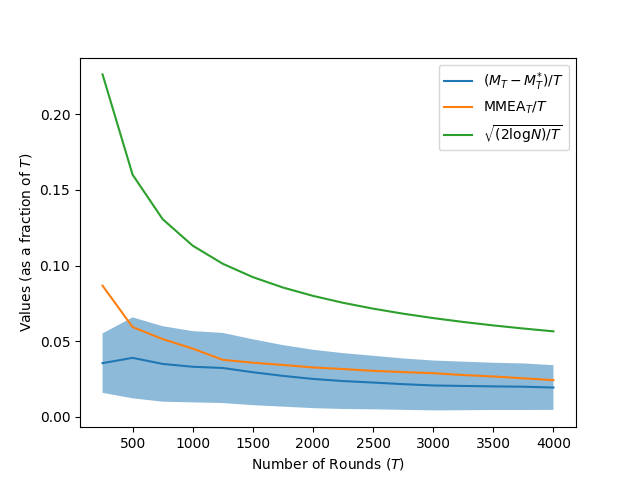 (M_T − M_T^*)/T
MMEA_T/T
√(2logN)/T
0.20
0.15
0.10
0.05
0.00
Values (as a fraction of T)
500 1000 1500 2000 2500 3000 3500 4000
Number of Rounds (T)